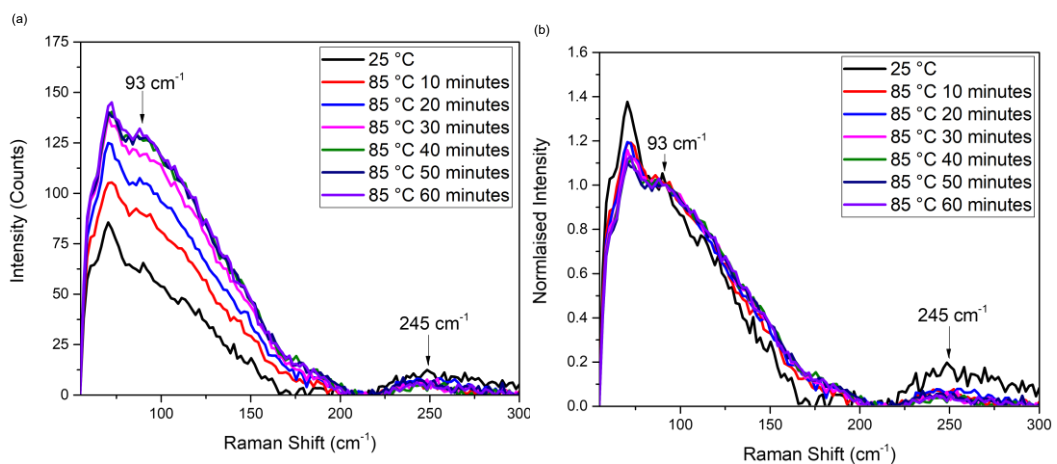 (a)
93 cm⁻¹
245 cm⁻¹
25 °C
85 °C 10 minutes
85 °C 20 minutes
85 °C 30 minutes
85 °C 40 minutes
85 °C 50 minutes
85 °C 60 minutes
Intensity (Counts)
175
150
125
100
75
50
25
0
100
150
200
250
300
Raman Shift (cm⁻¹)
(b)
93 cm⁻¹
245 cm⁻¹
25 °C
85 °C 10 minutes
85 °C 20 minutes
85 °C 30 minutes
85 °C 40 minutes
85 °C 50 minutes
85 °C 60 minutes
Normlaised Intensity
1.6
1.4
1.2
1.0
0.8
0.6
0.4
0.2
0.0
100
150
200
250
300
Raman Shift (cm⁻¹)